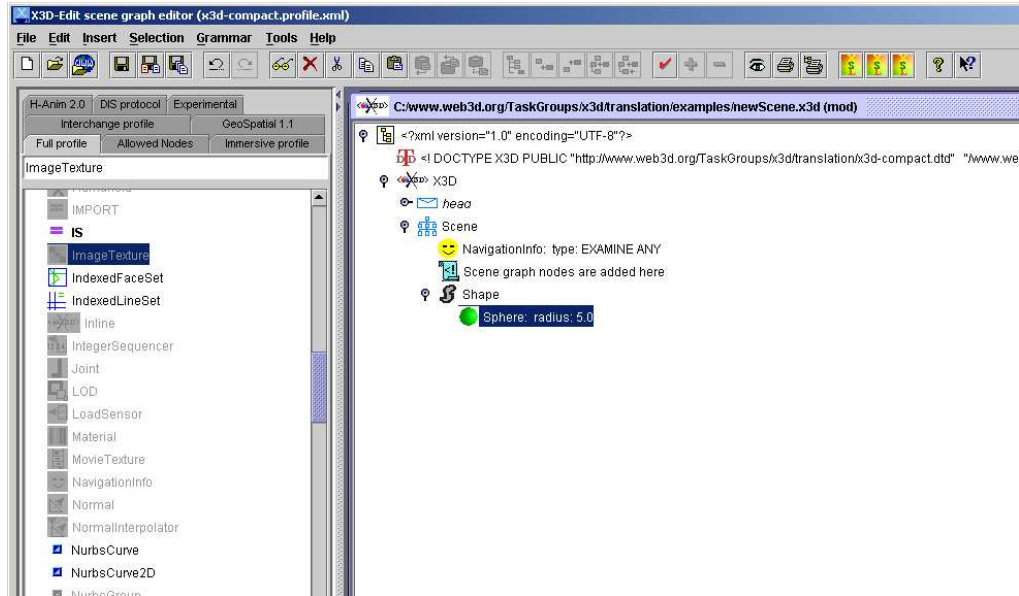 X3D-Edit scene graph editor (x3d-compact.profile.xml)
File Edit Insert Selection Grammar Tools Help
H-Anim 2.0 DIS protocol Experimental
Interchange profile GeoSpatial 1.1
Full profile Allowed Nodes Immersive profile
ImageTexture
Humanoid
IMPORT
IS
ImageTexture
IndexedFaceSet
IndexedLineSet
Inline
IntegerSequencer
Joint
LOD
LoadSensor
Material
MovieTexture
NavigationInfo
Normal
NormalInterpolator
NurbsCurve
NurbsCurve2D
NurbsGroup
C:/www.web3d.org/TaskGroups/x3d/translation/examples/newScene.x3d (mod)
<?xml version="1.0" encoding="UTF-8"?>
<! DOCTYPE X3D PUBLIC "http://www.web3d.org/TaskGroups/x3d/translation/x3d-compact.dtd" "/www.we
X3D
head
Scene
NavigationInfo: type: EXAMINE ANY
Scene graph nodes are added here
Shape
Sphere: radius: 5.0